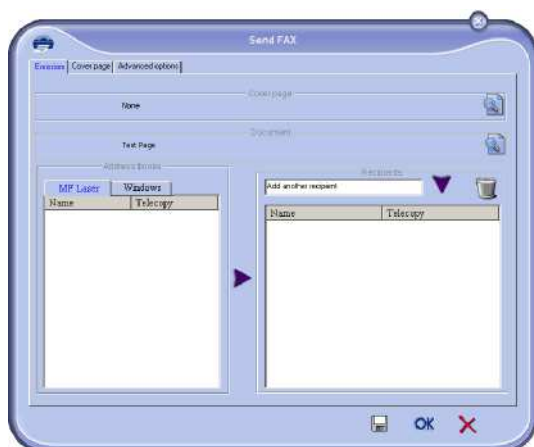 Send FAX
Emission Cover page Advanced options
Cover page
None
Document
Test Page
Address Books
Recipients
MF Laser Windows
Add another recipient
Name Telecopy
Name Telecopy
OK